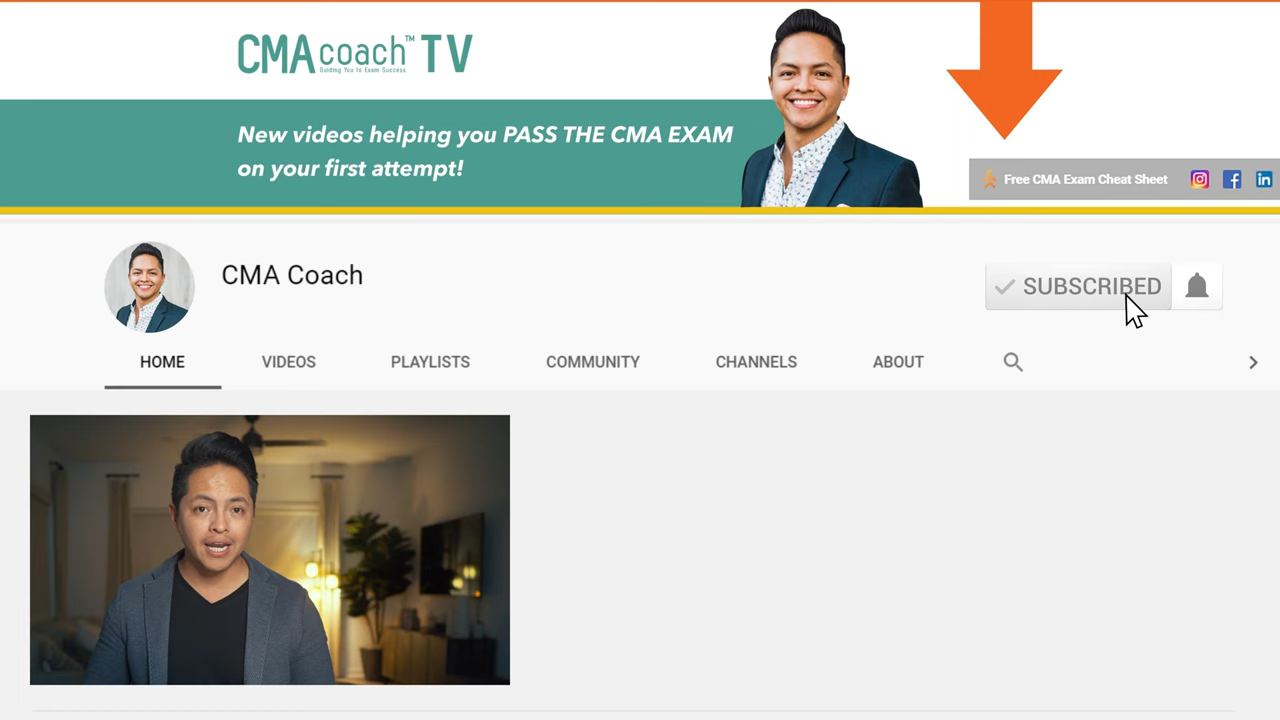 CMAcoach™ TV
Guiding You to Exam Success
New videos helping you PASS THE CMA EXAM
on your first attempt!
Free CMA Exam Cheat Sheet
CMA Coach
SUBSCRIBED
HOME VIDEOS PLAYLISTS COMMUNITY CHANNELS ABOUT